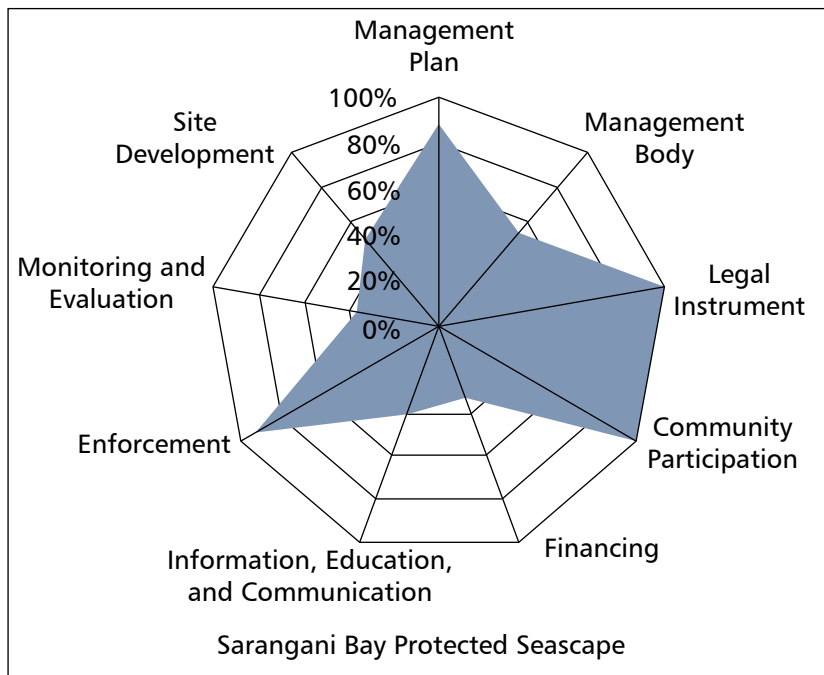 Management
Plan
100%
80%
60%
40%
20%
0%
Management
Body
Legal
Instrument
Community
Participation
Financing
Information, Education,
and Communication
Enforcement
Monitoring and
Evaluation
Site
Development
Sarangani Bay Protected Seascape